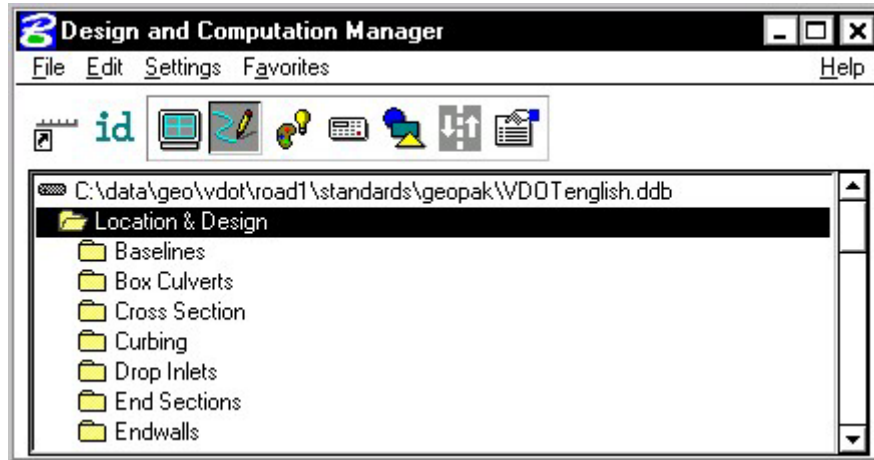 Design and Computation Manager
File Edit Settings Favorites Help
id
C:\data\geo\vdot\road1\standards\geopak\VDOTenglish.ddb
Location & Design
Baselines
Box Culverts
Cross Section
Curbing
Drop Inlets
End Sections
Endwalls